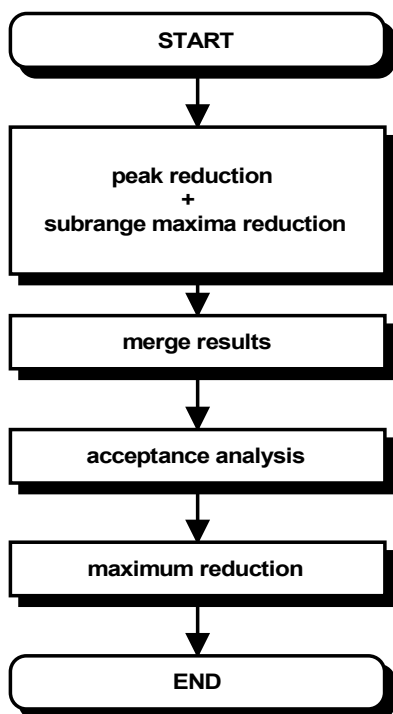 START
peak reduction
+
subrange maxima reduction
merge results
acceptance analysis
maximum reduction
END